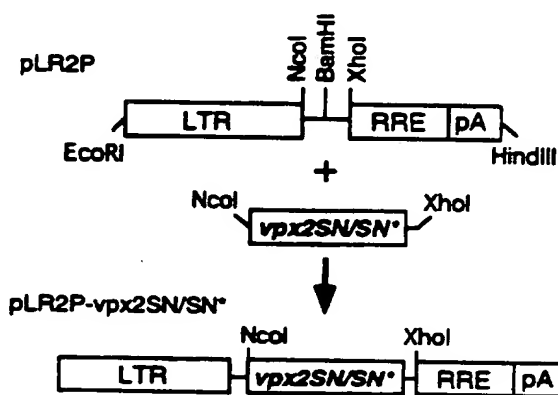 pLR2P
NcoI
BamHI
XhoI
LTR
RRE
pA
EcoRI
HindIII
+
NcoI
vpx2SN/SN*
XhoI
pLR2P-vpx2SN/SN*
NcoI
XhoI
LTR
vpx2SN/SN*
RRE
pA